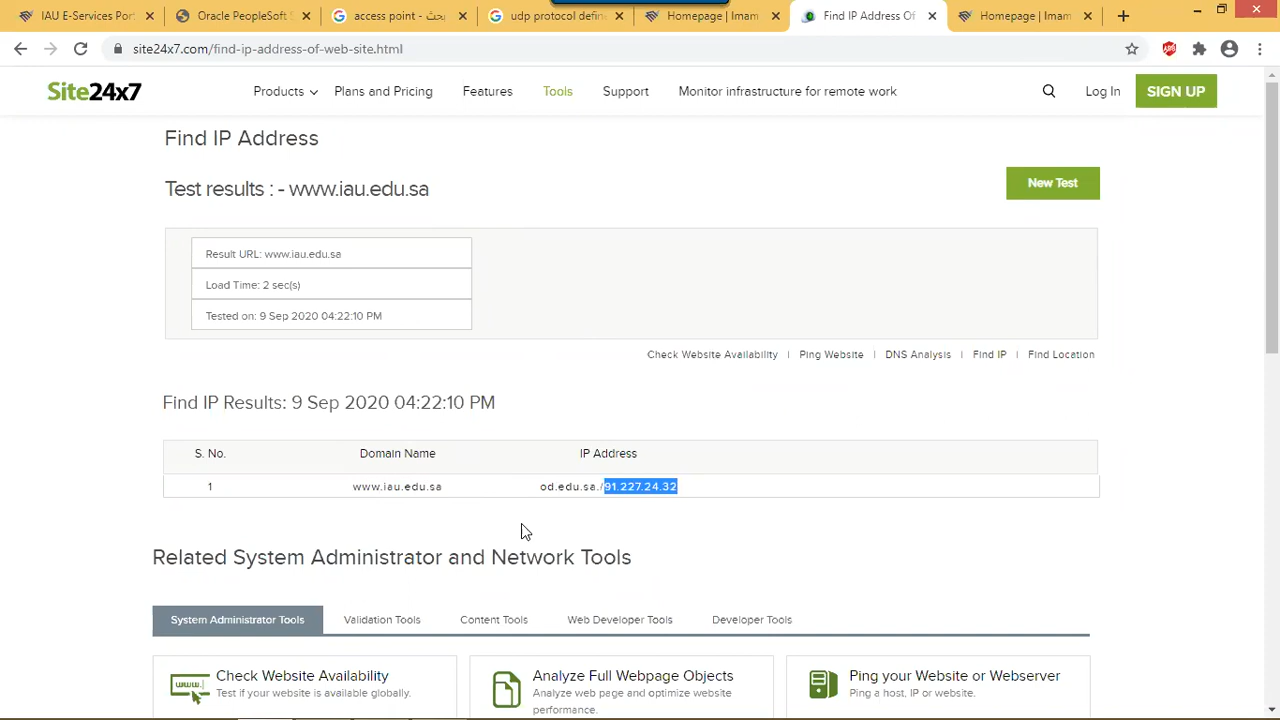 IAU E-Services Port
Oracle PeopleSoft S
access point - بحث
udp protocol define
Homepage | Imam
Find IP Address Of
Homepage | Imam
site24x7.com/find-ip-address-of-web-site.html
ABP
Site24x7
Products
Plans and Pricing
Features
Tools
Support
Monitor infrastructure for remote work
Log In
SIGN UP
Find IP Address
Test results : - www.iau.edu.sa
New Test
Result URL: www.iau.edu.sa
Load Time: 2 sec(s)
Tested on: 9 Sep 2020 04:22:10 PM
Check Website Availability | Ping Website | DNS Analysis | Find IP | Find Location
Find IP Results: 9 Sep 2020 04:22:10 PM
S. No. Domain Name IP Address
1 www.iau.edu.sa od.edu.sa./91.227.24.32
Related System Administrator and Network Tools
System Administrator Tools
Validation Tools
Content Tools
Web Developer Tools
Developer Tools
www.
Check Website Availability
Test if your website is available globally.
Analyze Full Webpage Objects
Analyze web page and optimize website
performance.
Ping your Website or Webserver
Ping a host, IP or website.